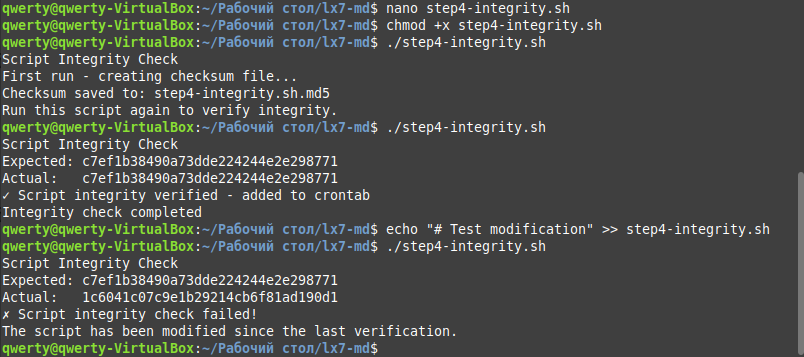 qwerty@qwerty-VirtualBox:~/Рабочий стол/lx7-md$ nano step4-integrity.sh
qwerty@qwerty-VirtualBox:~/Рабочий стол/lx7-md$ chmod +x step4-integrity.sh
qwerty@qwerty-VirtualBox:~/Рабочий стол/lx7-md$ ./step4-integrity.sh
Script Integrity Check
First run - creating checksum file...
Checksum saved to: step4-integrity.sh.md5
Run this script again to verify integrity.
qwerty@qwerty-VirtualBox:~/Рабочий стол/lx7-md$ ./step4-integrity.sh
Script Integrity Check
Expected: c7ef1b38490a73dde224244e2e298771
Actual:   c7ef1b38490a73dde224244e2e298771
✓ Script integrity verified - added to crontab
Integrity check completed
qwerty@qwerty-VirtualBox:~/Рабочий стол/lx7-md$ echo "# Test modification" >> step4-integrity.sh
qwerty@qwerty-VirtualBox:~/Рабочий стол/lx7-md$ ./step4-integrity.sh
Script Integrity Check
Expected: c7ef1b38490a73dde224244e2e298771
Actual:   1c6041c07c9e1b29214cb6f81ad190d1
✗ Script integrity check failed!
The script has been modified since the last verification.
qwerty@qwerty-VirtualBox:~/Рабочий стол/lx7-md$